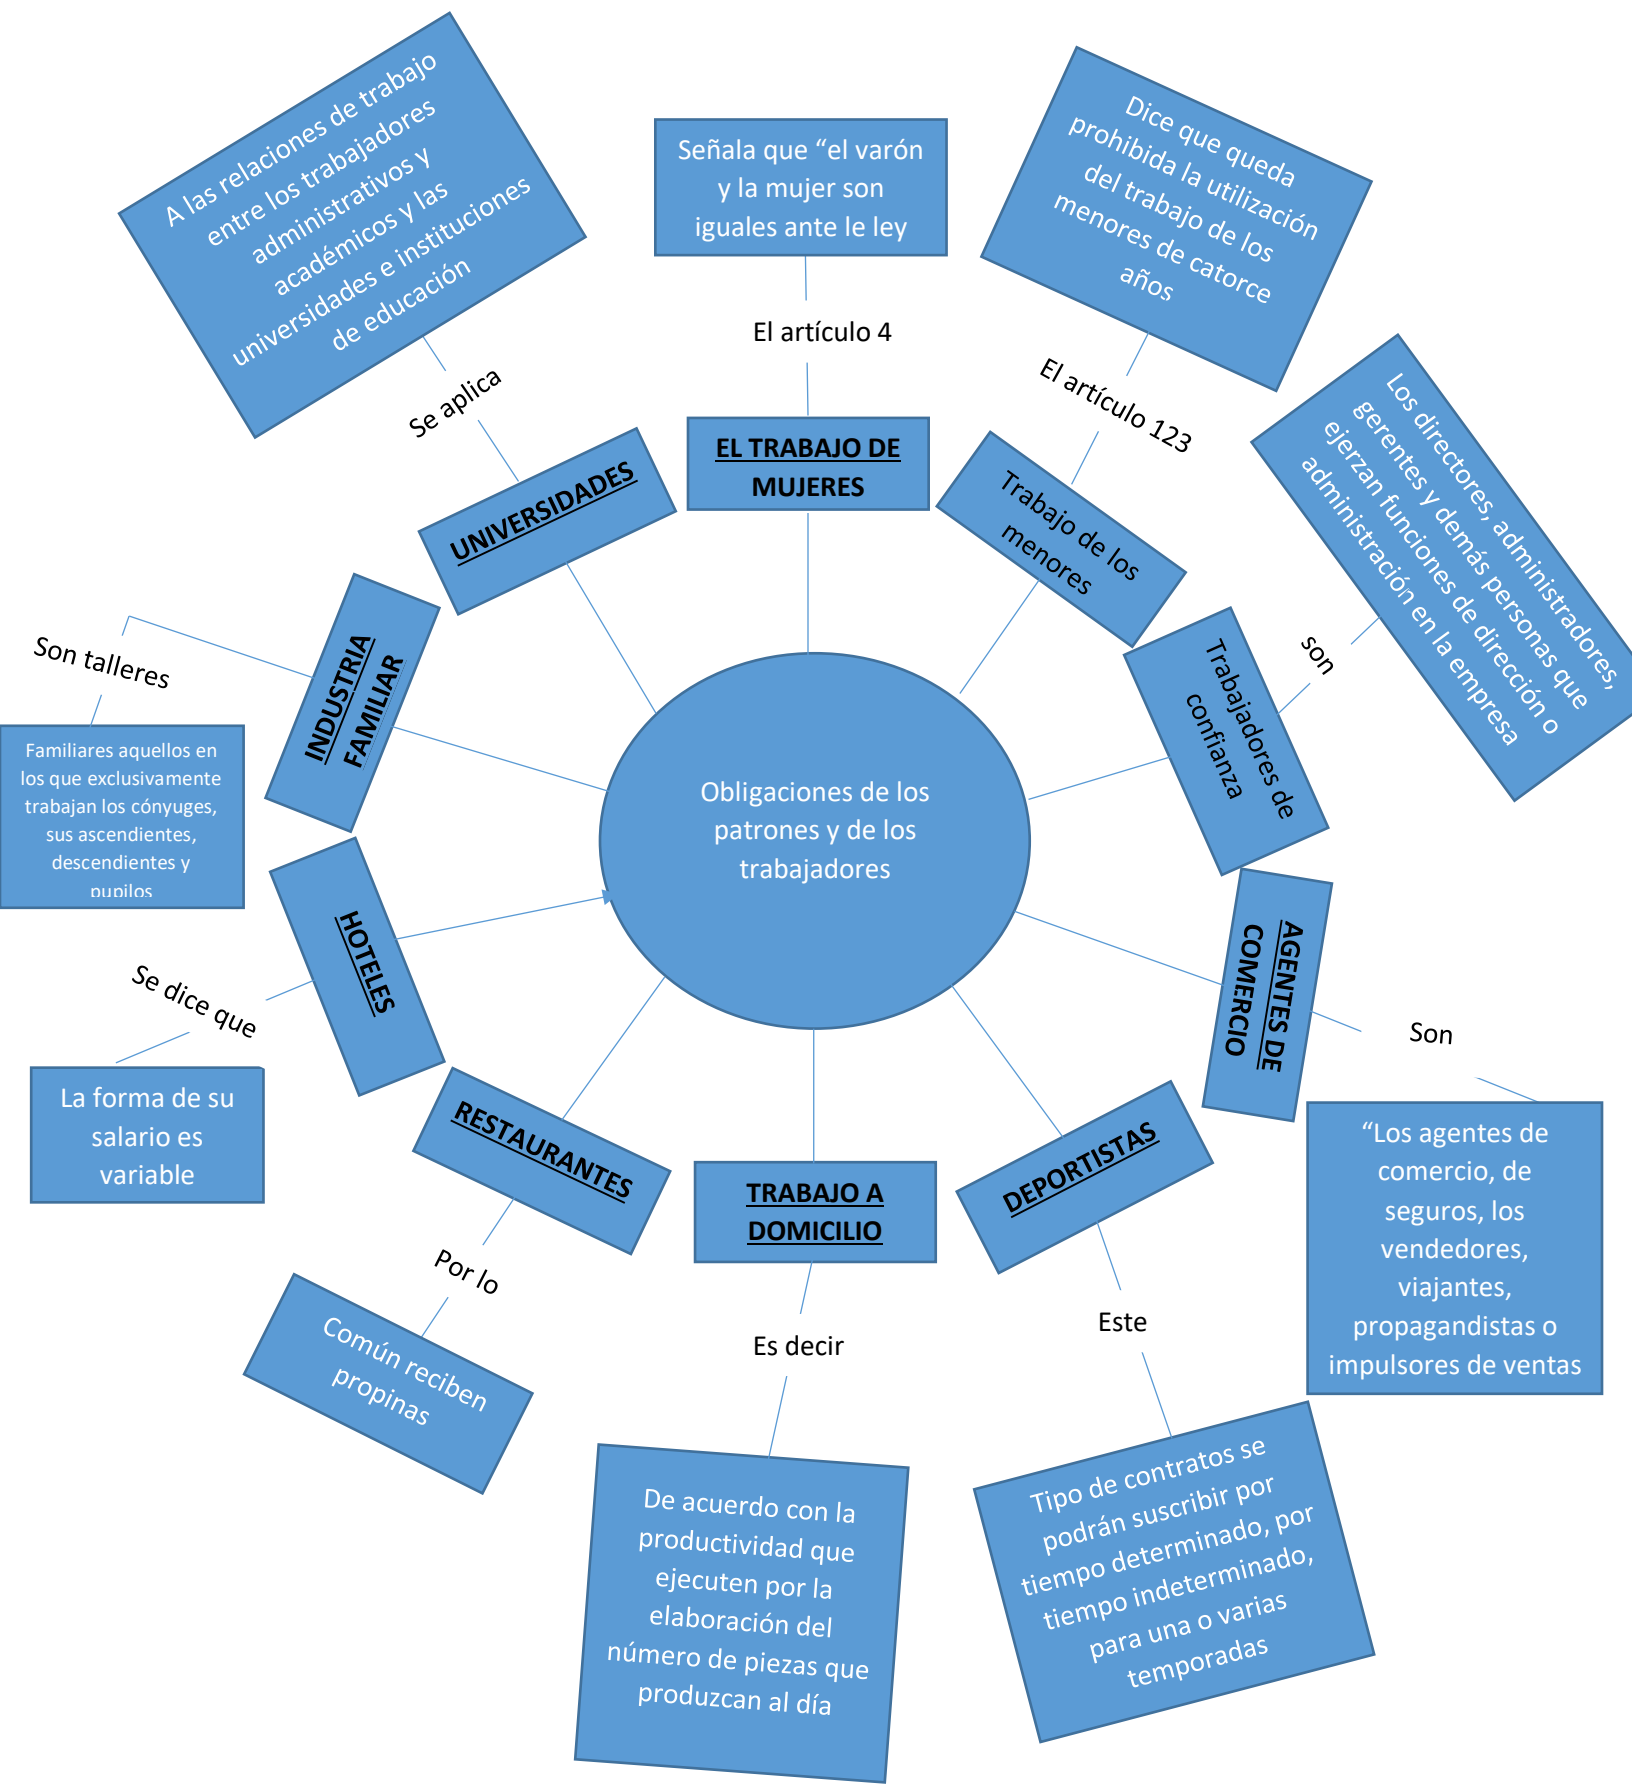 A las relaciones de trabajo
entre los trabajadores
administrativos y
académicos y las
universidades e instituciones
de educación
Se aplica
UNIVERSIDADES
Señala que “el varón
y la mujer son
iguales ante le ley
El artículo 4
EL TRABAJO DE
MUJERES
Dice que queda
prohibida la utilización
del trabajo de los
menores de catorce
años
El artículo 123
Trabajo de los
menores
Los directores, administradores,
gerentes y demás personas que
ejerzan funciones de dirección o
administración en la empresa
son
Trabajadores de
confianza
AGENTES DE
COMERCIO
Son
“Los agentes de
comercio, de
seguros, los
vendedores,
viajantes,
propagandistas o
impulsores de ventas
DEPORTISTAS
Este
Tipo de contratos se
podrán suscribir por
tiempo determinado, por
tiempo indeterminado,
para una o varias
temporadas
TRABAJO A
DOMICILIO
Es decir
De acuerdo con la
productividad que
ejecuten por la
elaboración del
número de piezas que
produzcan al día
RESTAURANTES
Por lo
Común reciben
propinas
HOTELES
Se dice que
La forma de su
salario es
variable
INDUSTRIA
FAMILIAR
Son talleres
Familiares aquellos en
los que exclusivamente
trabajan los cónyuges,
sus ascendientes,
descendientes y
pupilos
Obligaciones de los
patrones y de los
trabajadores